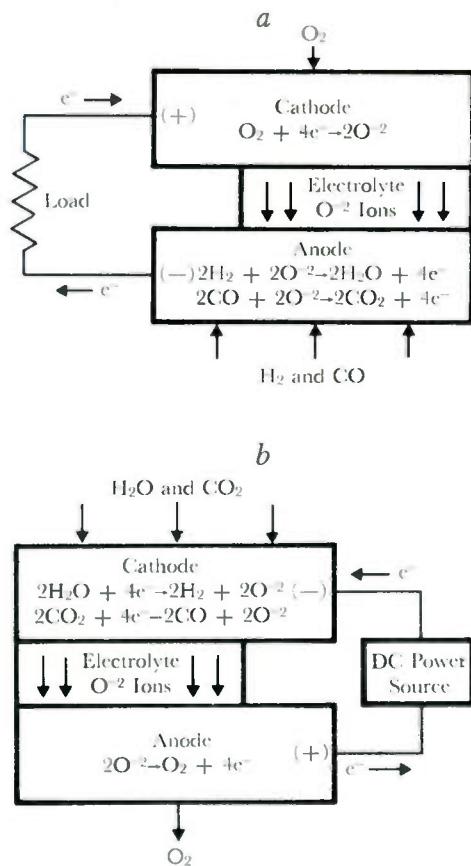 a
O₂
e⁻
(+)
Cathode
O₂ + 4e⁻→2O⁻²
Load
Electrolyte
O⁻² Ions
Anode
(−) 2H₂ + 2O⁻²→2H₂O + 4e⁻
2CO + 2O⁻²→2CO₂ + 4e⁻
e⁻
H₂ and CO
b
H₂O and CO₂
Cathode
e⁻
2H₂O + 4e⁻→2H₂ + 2O⁻² (−)
2CO₂ + 4e⁻–2CO + 2O⁻²
Electrolyte
O⁻² Ions
DC Power
Source
Anode
(+)
2O⁻²→O₂ + 4e⁻
e⁻
O₂